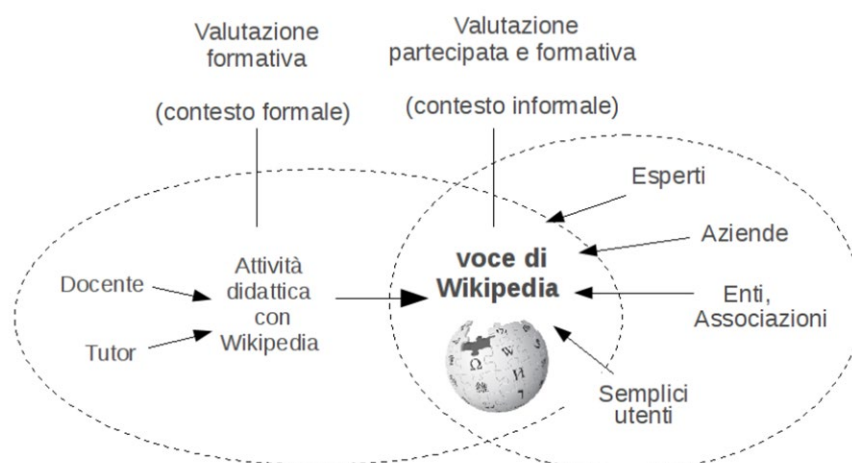 Valutazione
formativa
(contesto formale)
Valutazione
partecipata e formativa
(contesto informale)
Esperti
Aziende
Enti,
Associazioni
Semplici
utenti
voce di
Wikipedia
Docente
Tutor
Attività
didattica
con
Wikipedia
Ω
W
И